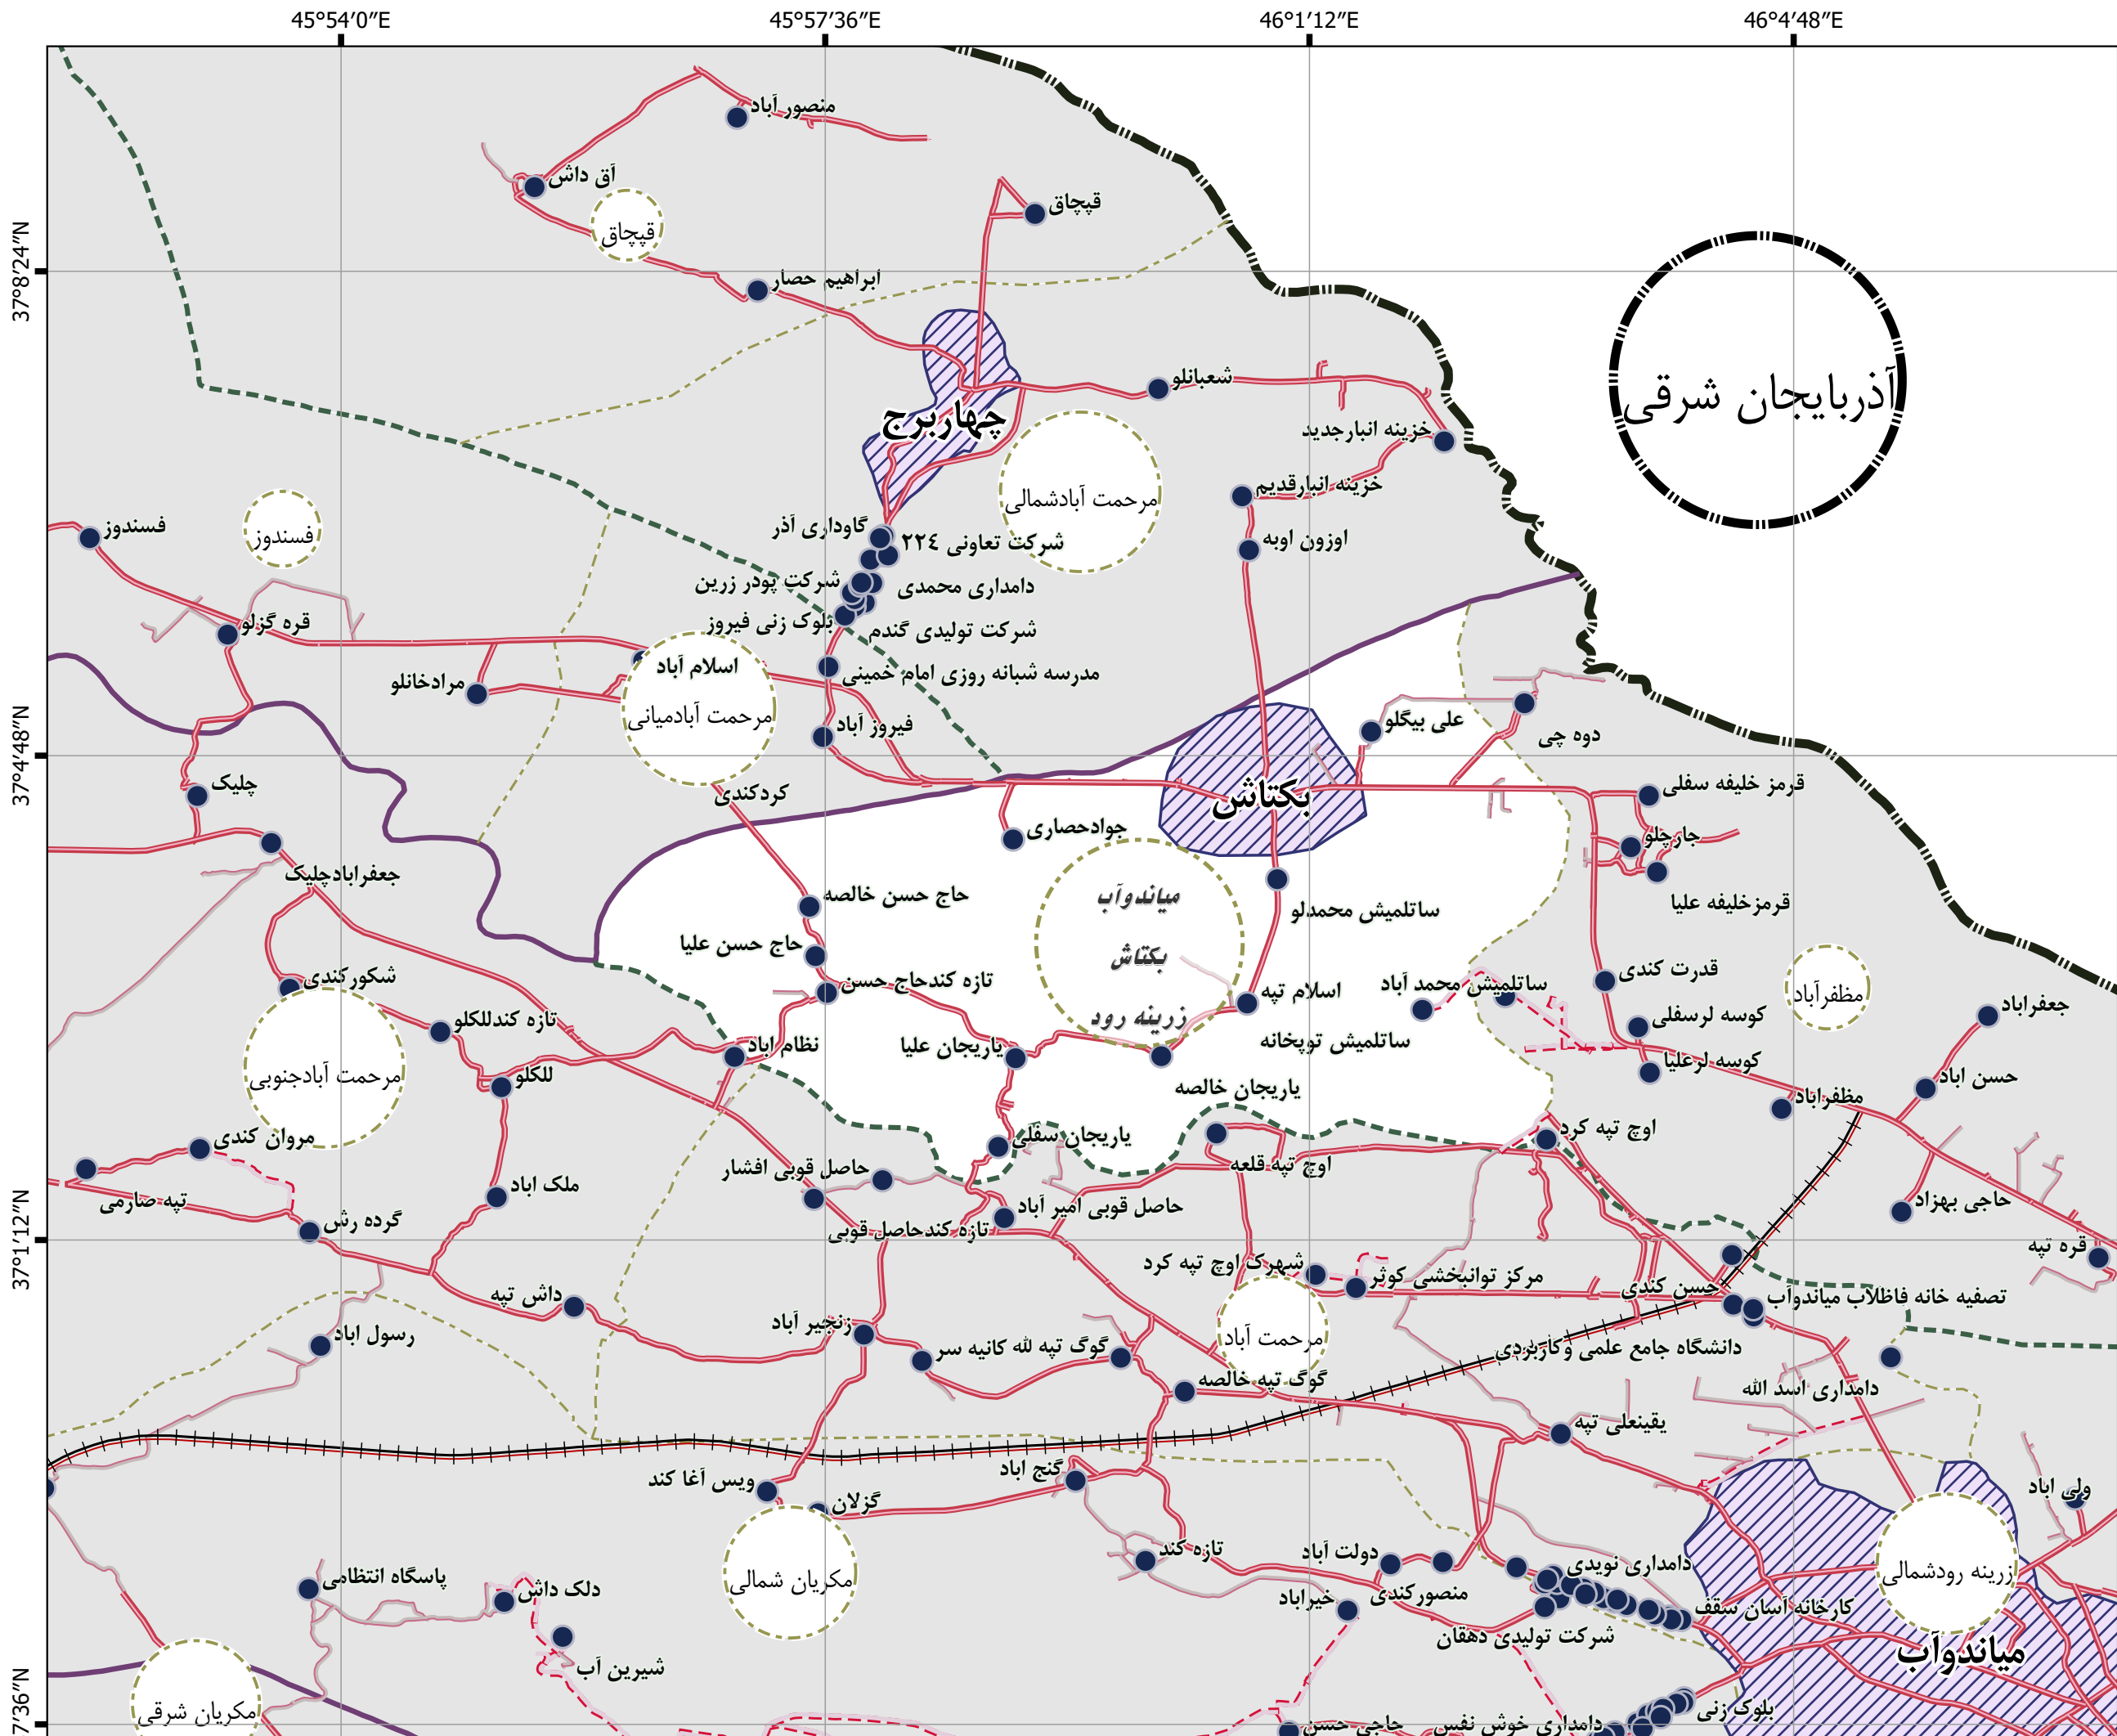 45°54′0″E
45°57′36″E
46°1′12″E
46°4′48″E
37°8′24″N
37°4′48″N
37°1′12″N
7′36″N
منصور آباد
آق داش
قپچاق
قپچاق
ابراهیم حصار
آذربایجان شرقی
شعبانلو
چهاربرج
خزینه انبارجدید
خزینه انبارقدیم
مرحمت آبادشمالی
فسندوز
فسندوز
گاوداری آذر
شرکت تعاونی ٢٢٤
اوزون اوبه
شرکت پودر زرین
دامداری محمدی
قره گزلو
بلوک زنی فیروز
شرکت تولیدی گندم
اسلام آباد
مدرسه شبانه روزی امام خمینی
مرادخانلو
مرحمت آبادمیانی
فیروز آباد
علی بیگلو
دوه چی
چلیک
کردکندی
بکتاش
قرمز خلیفه سفلی
جوادحصاری
جارچلو
جعفرابادچلیک
حاج حسن خالصه
میاندوآب
بکتاش
زرینه رود
ساتلمیش محمدلو
قرمزخلیفه علیا
حاج حسن علیا
شکورکندی
تازه کندحاج حسن
اسلام تپه
ساتلمیش محمد آباد
قدرت کندی
مظفرآباد
جعفراباد
تازه کندللکلو
کوسه لرسفلی
نظام اباد
یاریجان علیا
ساتلمیش توپخانه
کوسه لرعلیا
مرحمت آبادجنوبی
للکلو
یاریجان خالصه
حسن اباد
مظفراباد
مروان کندی
یاریجان سفلی
اوچ تپه کرد
حاصل قوبی افشار
اوچ تپه قلعه
تپه صارمی
ملک اباد
حاصل قوبی امیر آباد
حاجی بهزاد
گرده رش
تازه کندحاصل قوبی
قره تپه
شهرک اوچ تپه کرد
مرکز توانبخشی کوثر
حسن کندی
تصفیه خانه فاظلاب میاندوآب
داش تپه
رسول اباد
زنجیر آباد
گوگ تپه لله کانیه سر
مرحمت آباد
دانشگاه جامع علمی وکاربردی
گوگ تپه خالصه
دامداری اسد الله
یقینعلی تپه
ویس آغا کند
گنج اباد
گزلان
ولی اباد
تازه کند
دولت آباد
دامداری نویدی
زرینه رودشمالی
پاسگاه انتظامی
دلک داش
مکریان شمالی
خیراباد
منصورکندی
کارخانه آسان سقف
شرکت تولیدی دهقان
میاندوآب
شیرین آب
مکریان شرقی
حاجی حسن
دامداری خوش نفس
بلوک زنی